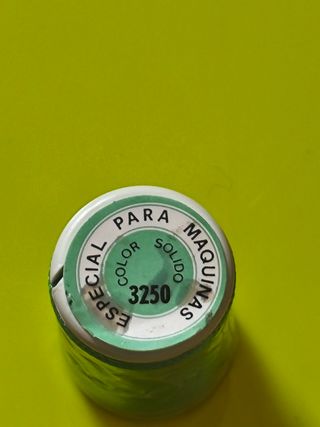 ESPECIAL PARA MAQUINAS
COLOR SOLIDO
3250